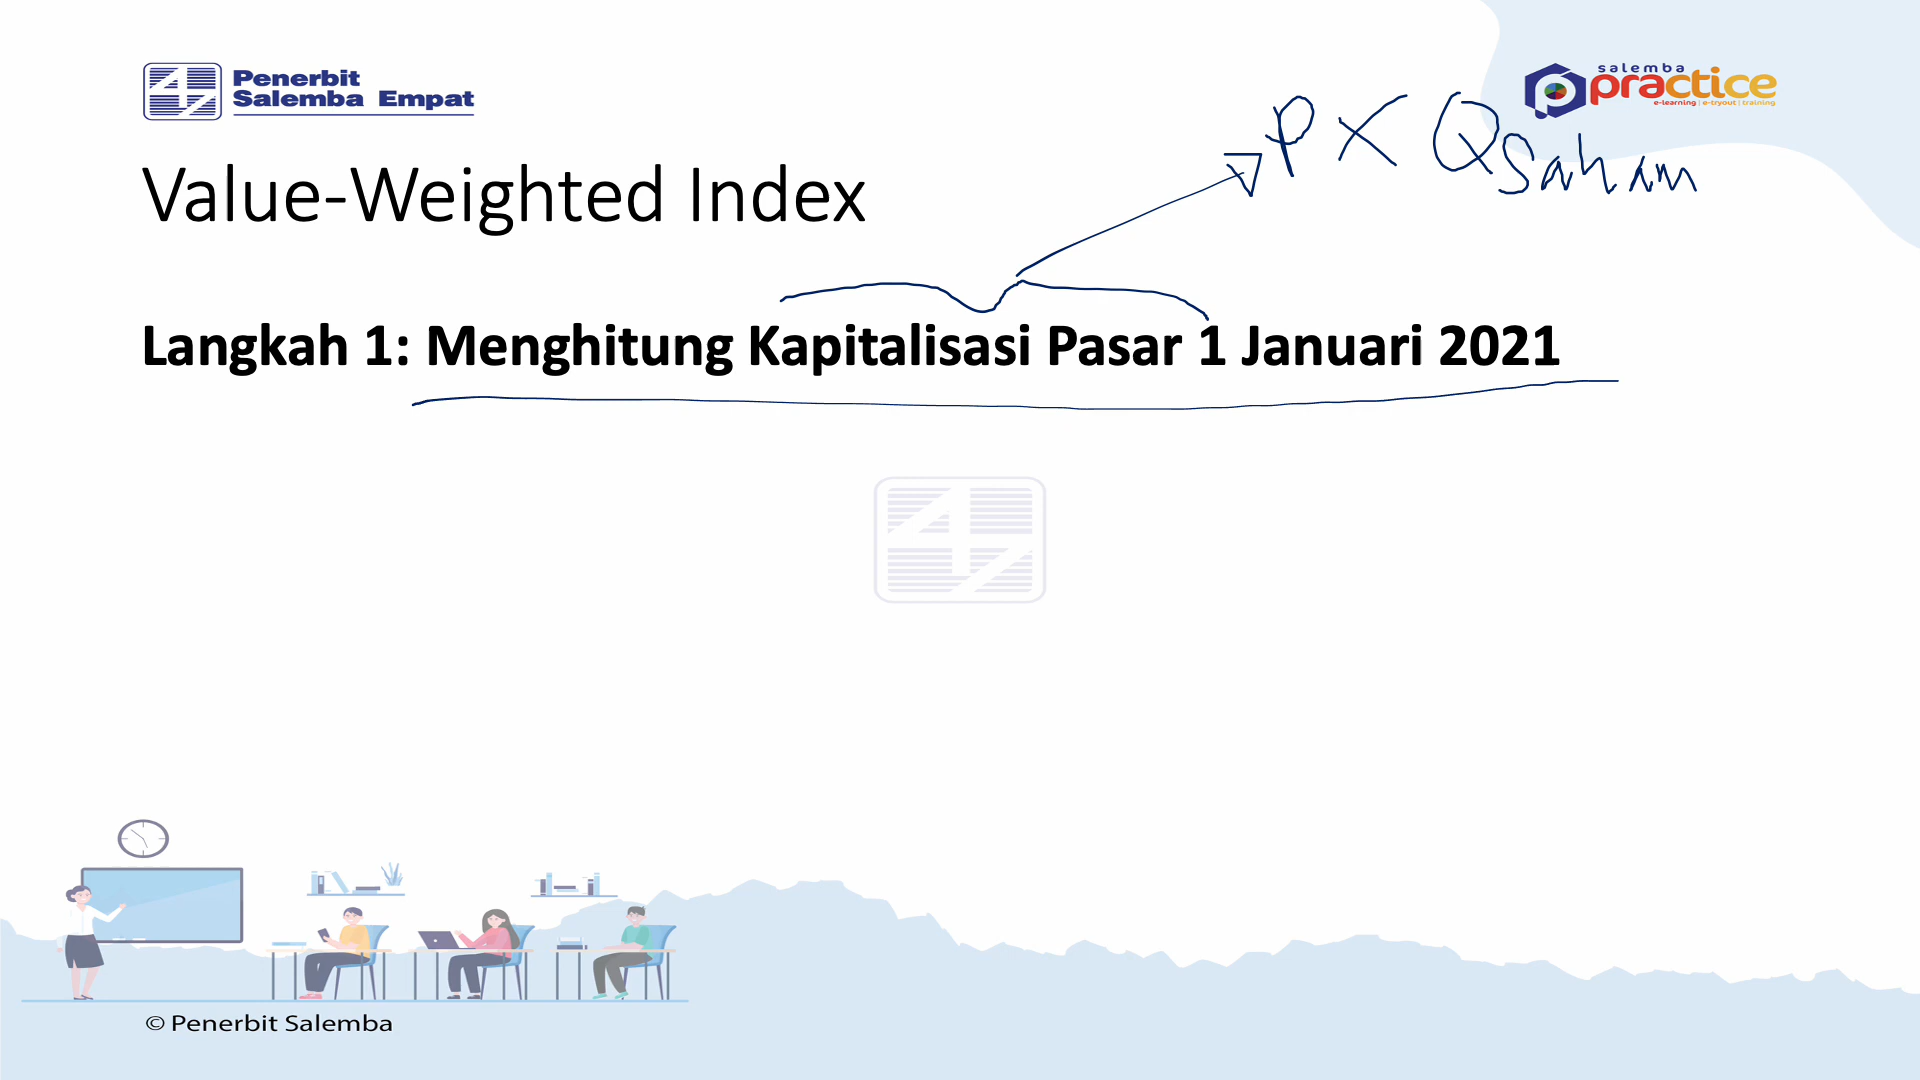 Penerbit
Salemba Empat
salemba
practice
e-learning | e-tryout | training
P X Q Saham
Value-Weighted Index
Langkah 1: Menghitung Kapitalisasi Pasar 1 Januari 2021
© Penerbit Salemba